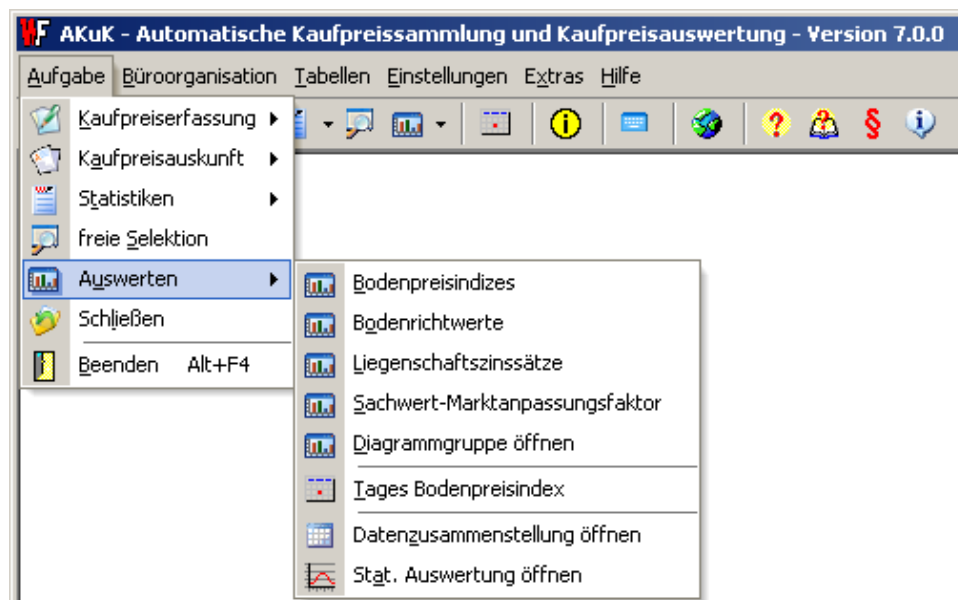 AKuK - Automatische Kaufpreissammlung und Kaufpreisauswertung - Version 7.0.0
Aufgabe Büroorganisation Tabellen Einstellungen Extras Hilfe
Kaufpreiserfassung
Kaufpreisauskunft
Statistiken
freie Selektion
Auswerten
Schließen
Beenden Alt+F4
Bodenpreisindizes
Bodenrichtwerte
Liegenschaftszinssätze
Sachwert-Marktanpassungsfaktor
Diagrammgruppe öffnen
Tages Bodenpreisindex
Datenzusammenstellung öffnen
Stat. Auswertung öffnen